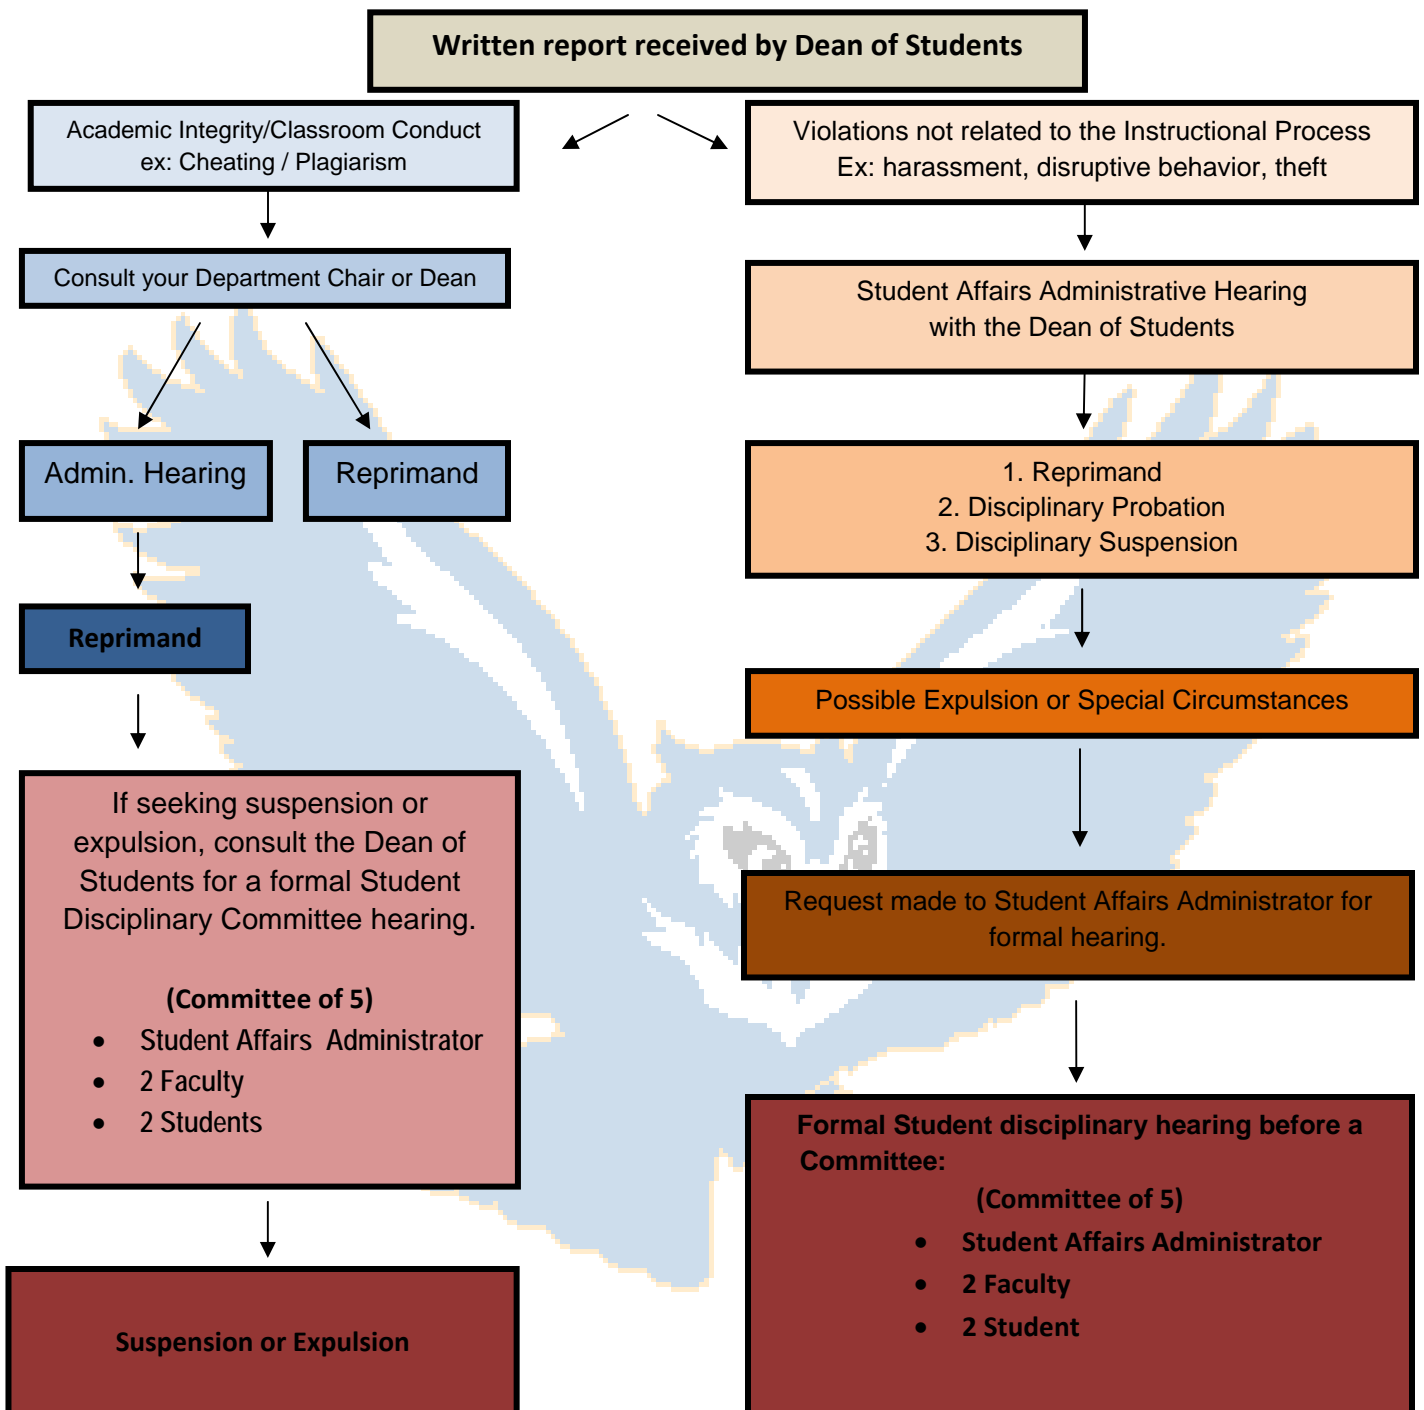 Written report received by Dean of Students
Academic Integrity/Classroom Conduct
ex: Cheating / Plagiarism
Violations not related to the Instructional Process
Ex: harassment, disruptive behavior, theft
Consult your Department Chair or Dean
Student Affairs Administrative Hearing
with the Dean of Students
Admin. Hearing
Reprimand
1. Reprimand
2. Disciplinary Probation
3. Disciplinary Suspension
Reprimand
Possible Expulsion or Special Circumstances
If seeking suspension or
expulsion, consult the Dean of
Students for a formal Student
Disciplinary Committee hearing.
(Committee of 5)
• Student Affairs Administrator
• 2 Faculty
• 2 Students
Request made to Student Affairs Administrator for
formal hearing.
Formal Student disciplinary hearing before a
Committee:
(Committee of 5)
• Student Affairs Administrator
• 2 Faculty
• 2 Student
Suspension or Expulsion